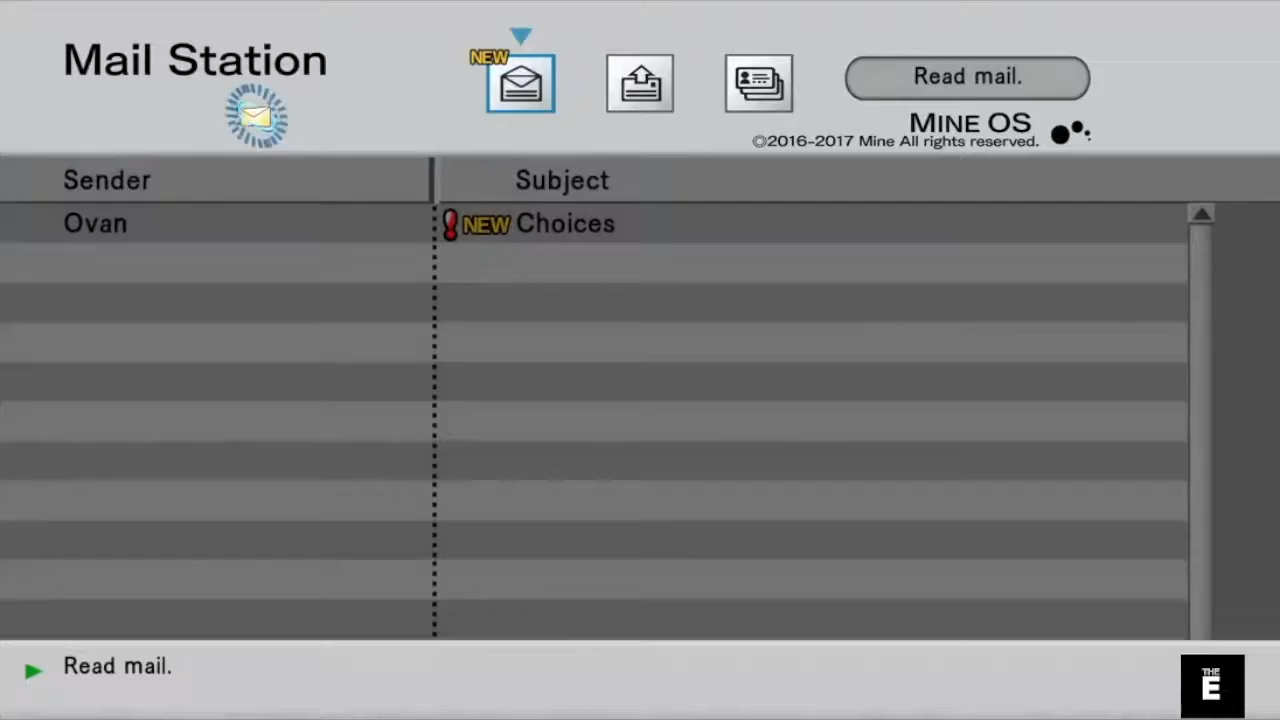 Mail Station
NEW
Read mail.
MINE OS
©2016-2017 Mine All rights reserved.
Sender
Subject
Ovan
NEW Choices
Read mail.
THE
E